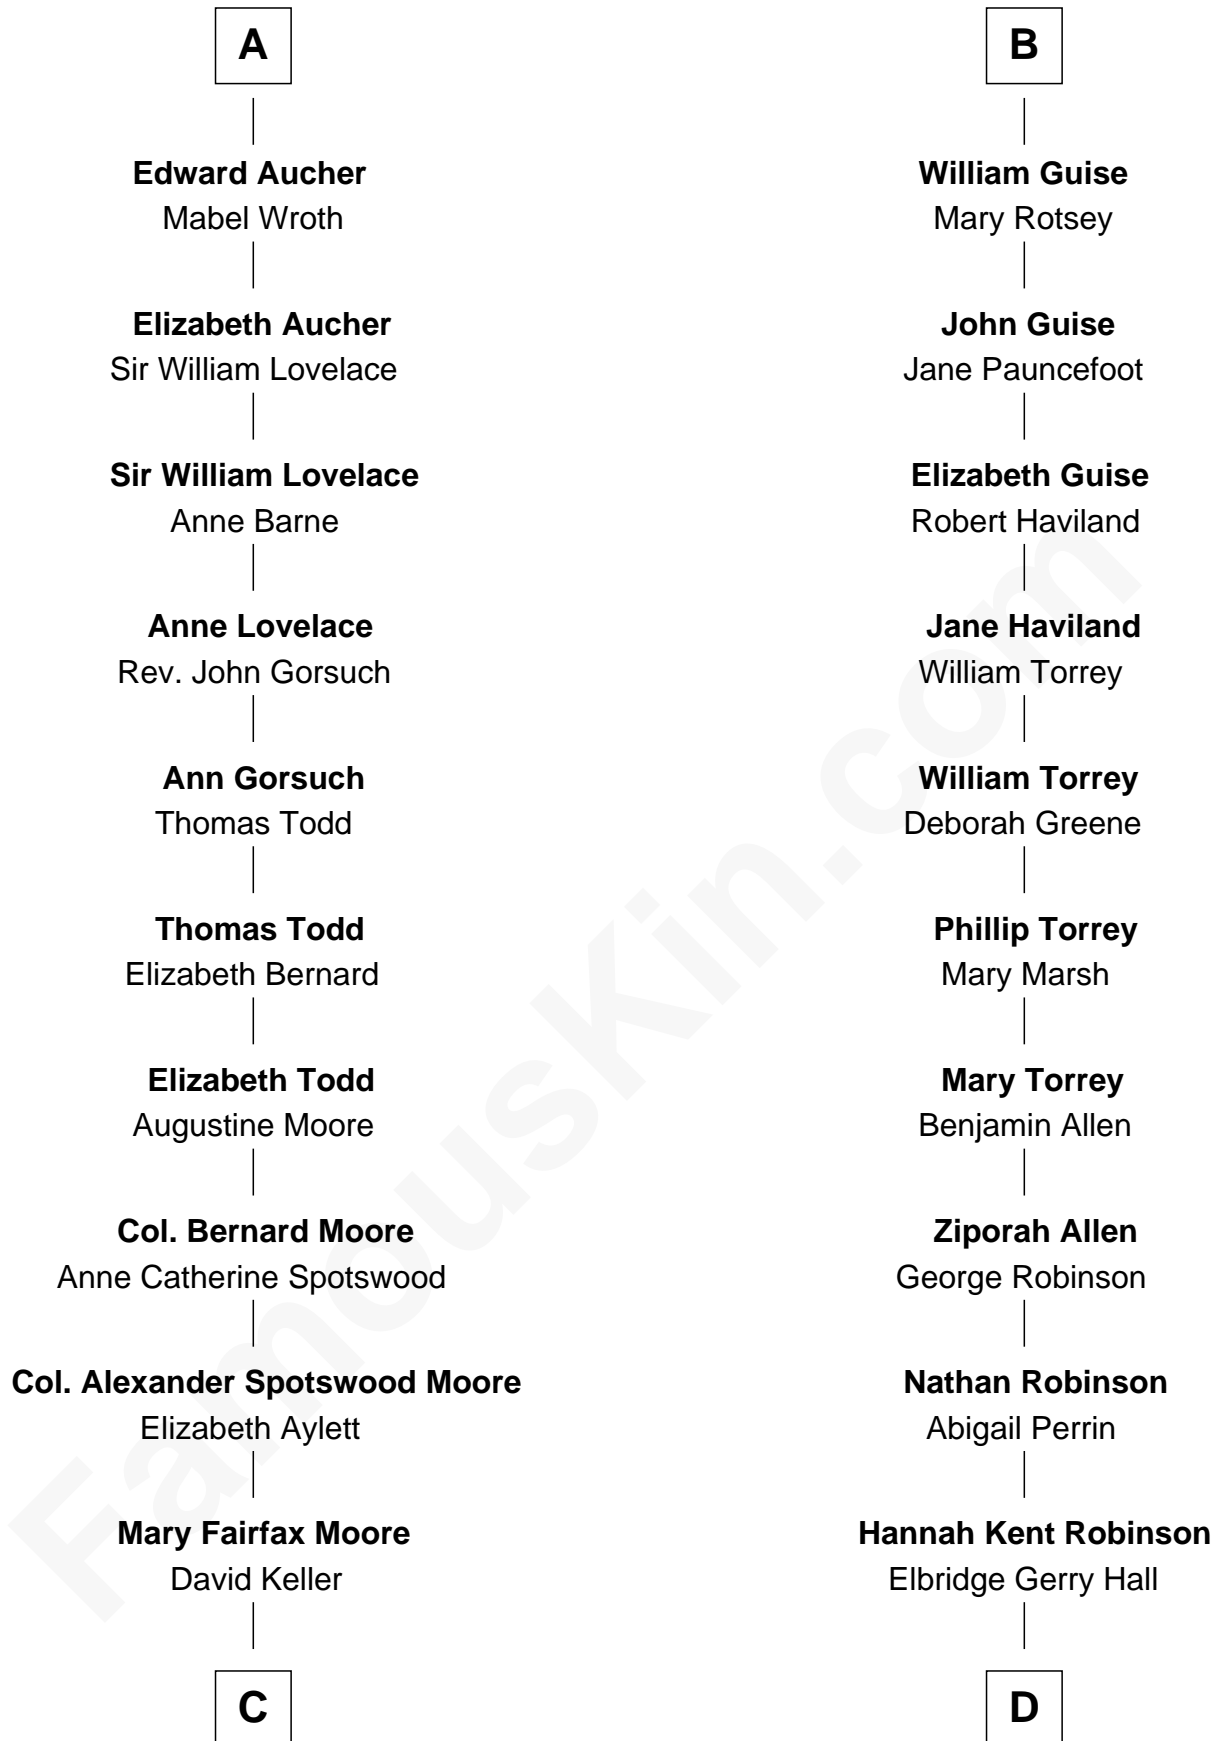 A
Edward Aucher
Mabel Wroth
Elizabeth Aucher
Sir William Lovelace
Sir William Lovelace
Anne Barne
Anne Lovelace
Rev. John Gorsuch
Ann Gorsuch
Thomas Todd
Thomas Todd
Elizabeth Bernard
Elizabeth Todd
Augustine Moore
Col. Bernard Moore
Anne Catherine Spotswood
Col. Alexander Spotswood Moore
Elizabeth Aylett
Mary Fairfax Moore
David Keller
C
B
William Guise
Mary Rotsey
John Guise
Jane Pauncefoot
Elizabeth Guise
Robert Haviland
Jane Haviland
William Torrey
William Torrey
Deborah Greene
Phillip Torrey
Mary Marsh
Mary Torrey
Benjamin Allen
Ziporah Allen
George Robinson
Nathan Robinson
Abigail Perrin
Hannah Kent Robinson
Elbridge Gerry Hall
D
FamousKin.com